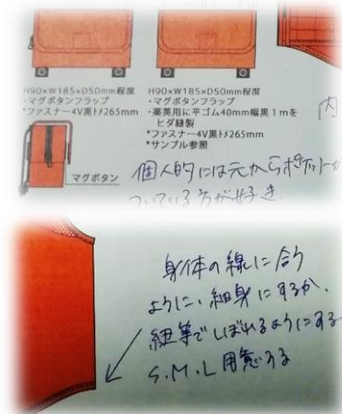 H90×W185×D50mm程度
・マグボタンフラップ
*ファスナー4V黒トメ265mm
H90×W185×D50mm程度
・マグボタンフラップ
・薬莢用に平ゴム40mm幅黒1mを
ヒダ縫製
*ファスナー4V黒トメ265mm
*サンプル参照
マグボタン
内
個人的には元からポケットが
ついている方が好き
身体の線に合う
ように、細身にするか、
紐等でしぼれるようにする
S.M.L用意する